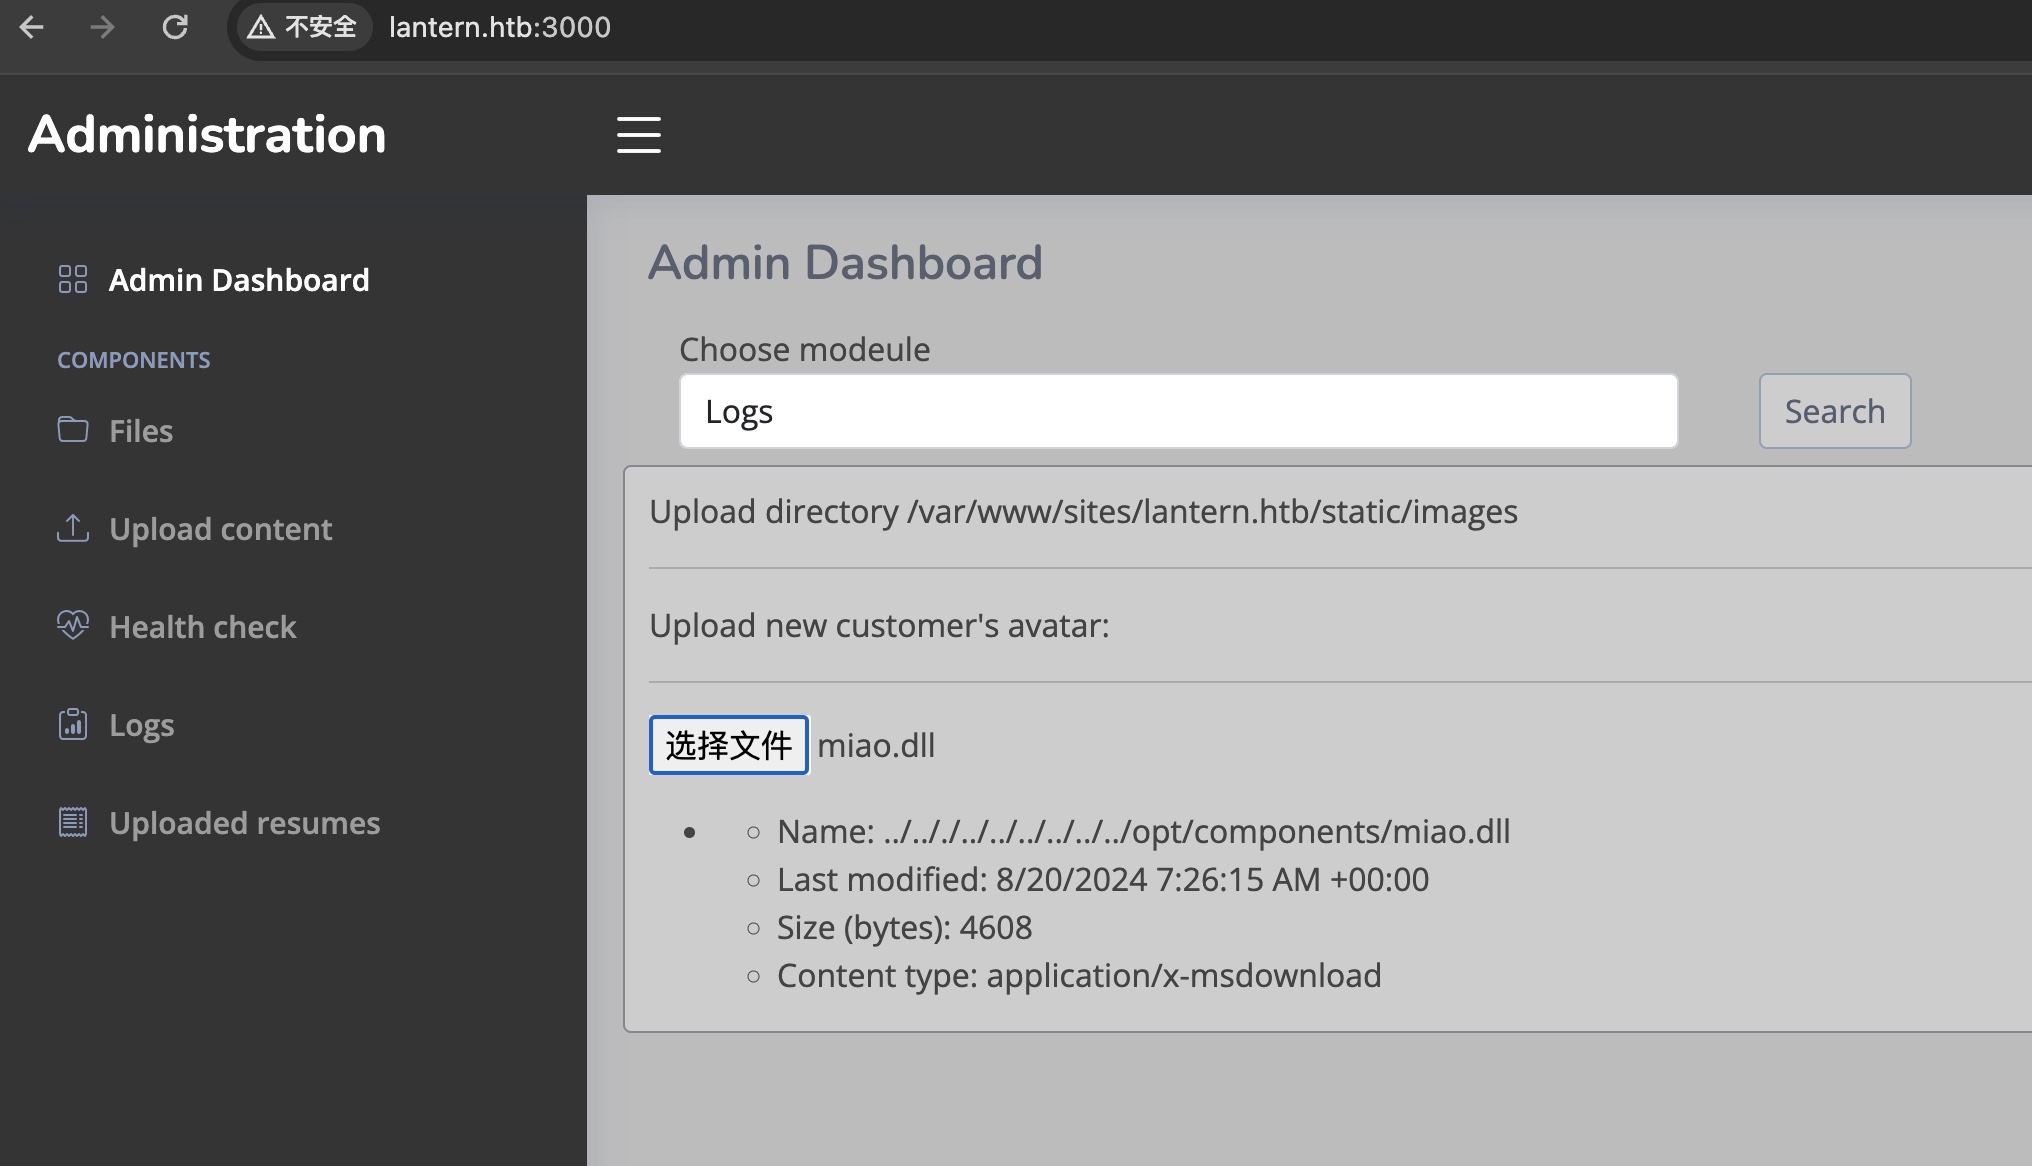 不安全 lantern.htb:3000
Administration
Admin Dashboard
COMPONENTS
Files
Upload content
Health check
Logs
Uploaded resumes
Admin Dashboard
Choose modeule
Logs
Search
Upload directory /var/www/sites/lantern.htb/static/images
Upload new customer's avatar:
选择文件 miao.dll
Name: ../.././../../../../../../opt/components/miao.dll
Last modified: 8/20/2024 7:26:15 AM +00:00
Size (bytes): 4608
Content type: application/x-msdownload